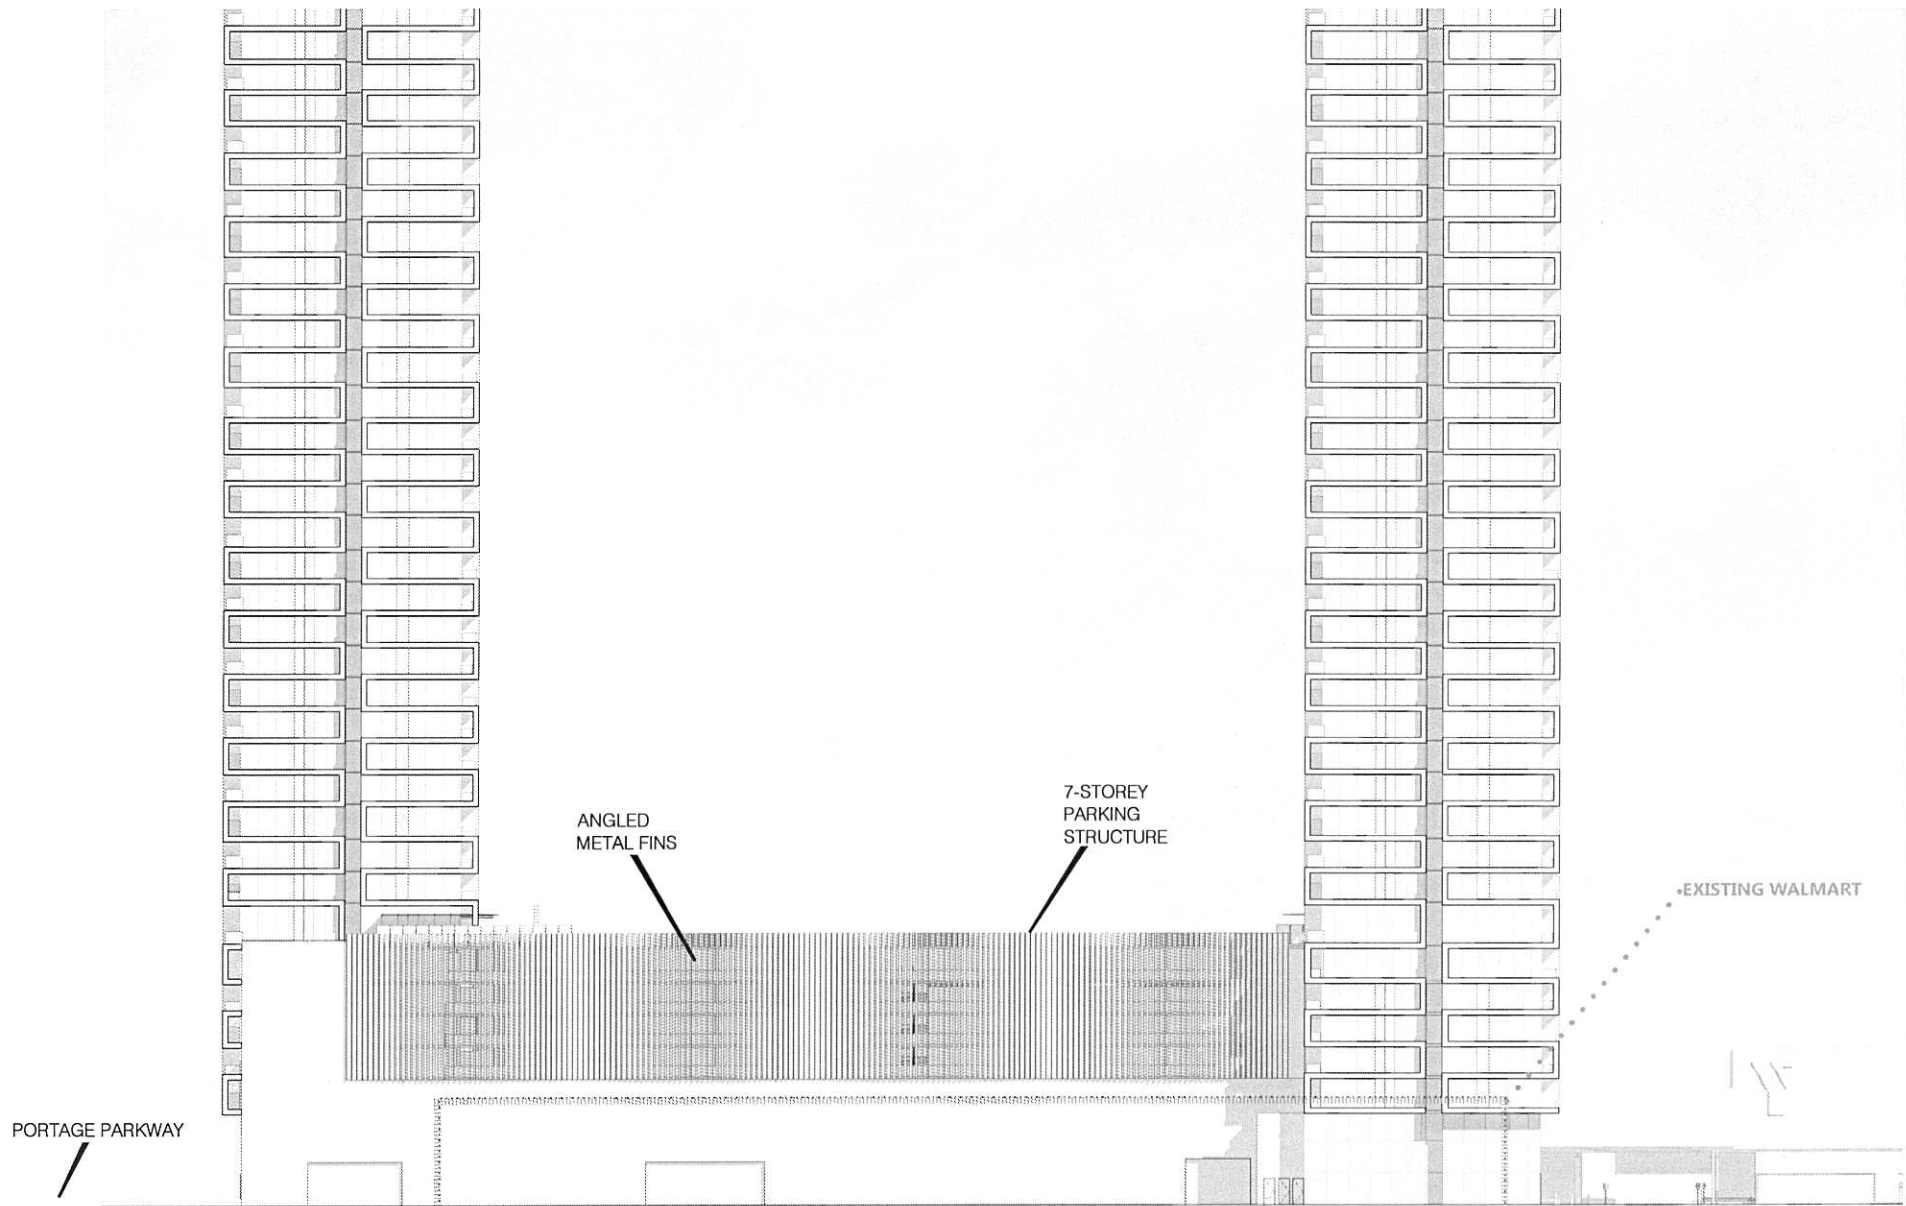 7-STOREY
PARKING
STRUCTURE
ANGLED
METAL FINS
EXISTING WALMART
PORTAGE PARKWAY